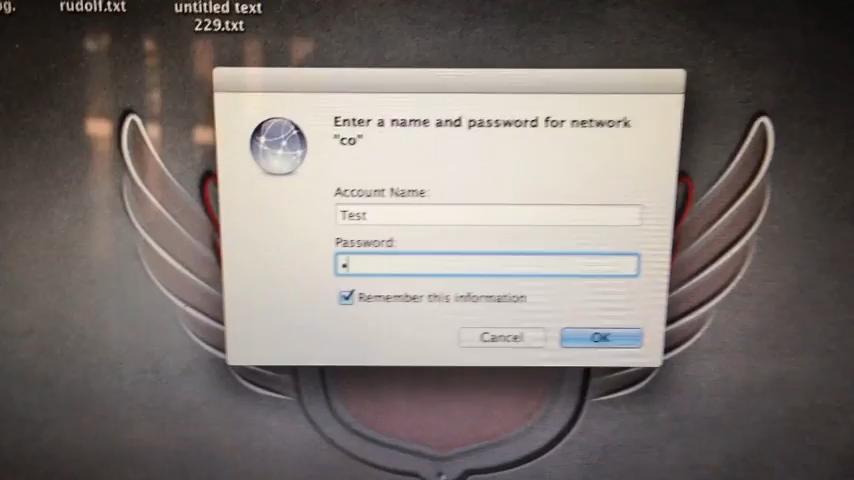 rudolf.txt
untitled text
229.txt
Enter a name and password for network
"co"
Account Name:
Test
Password:
•
Remember this information
Cancel
OK